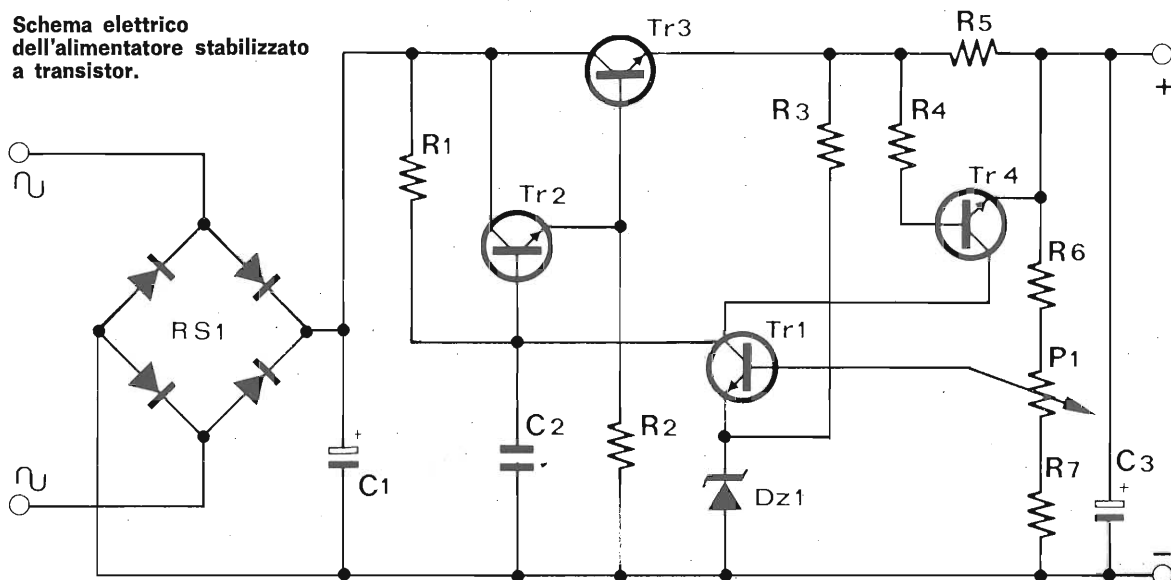 Schema elettrico
dell'alimentatore stabilizzato
a transistor.
Tr3
R5
+
R1
R3
R4
Tr2
Tr4
R6
RS1
Tr1
P1
C2
R2
+
C1
Dz1
R7
C3
+
−